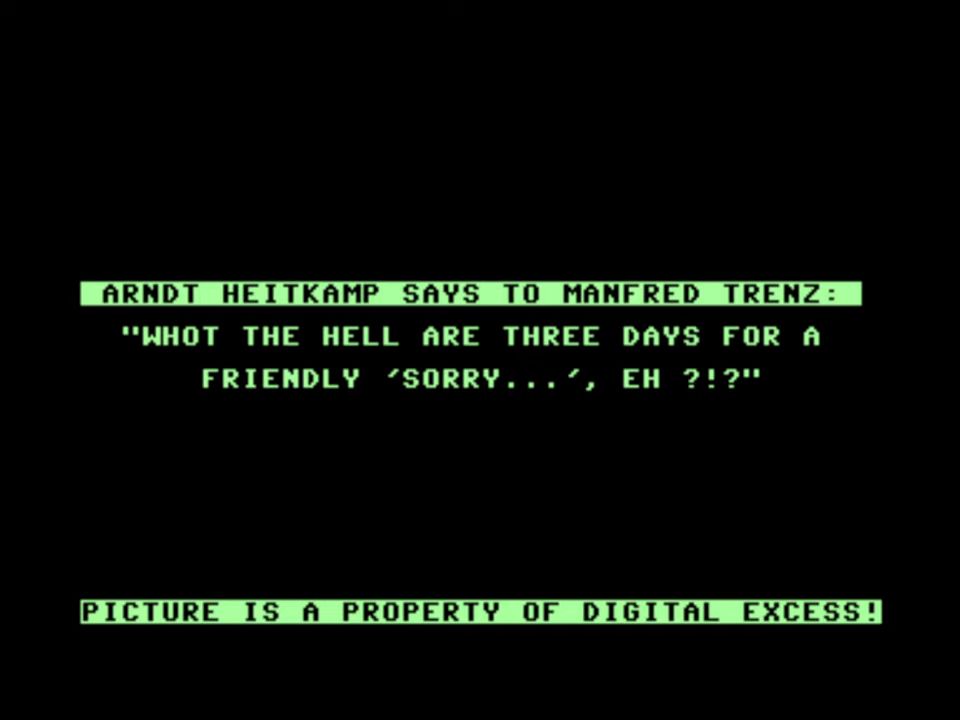 ARNDT HEITKAMP SAYS TO MANFRED TRENZ:
"WHOT THE HELL ARE THREE DAYS FOR A
FRIENDLY ´SORRY...´, EH ?!?"
PICTURE IS A PROPERTY OF DIGITAL EXCESS!